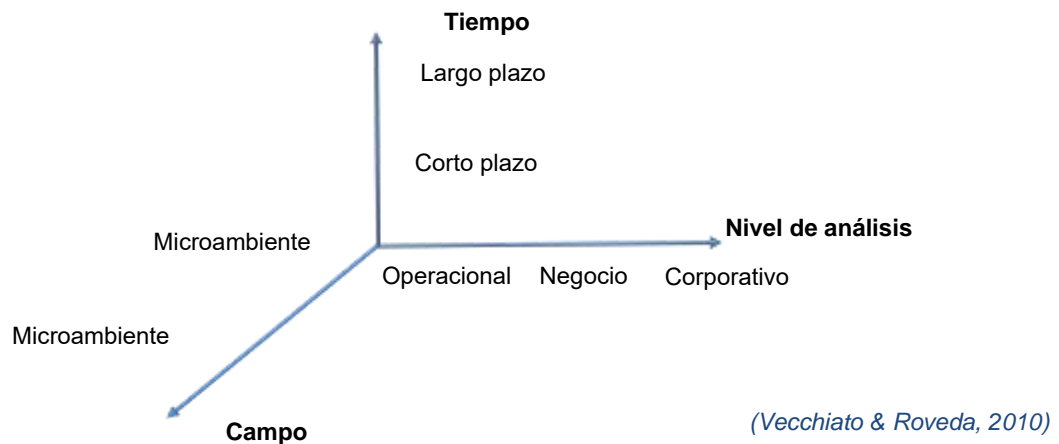 Tiempo
Largo plazo
Corto plazo
Microambiente
Nivel de análisis
Operacional Negocio Corporativo
Microambiente
Campo
(Vecchiato & Roveda, 2010)